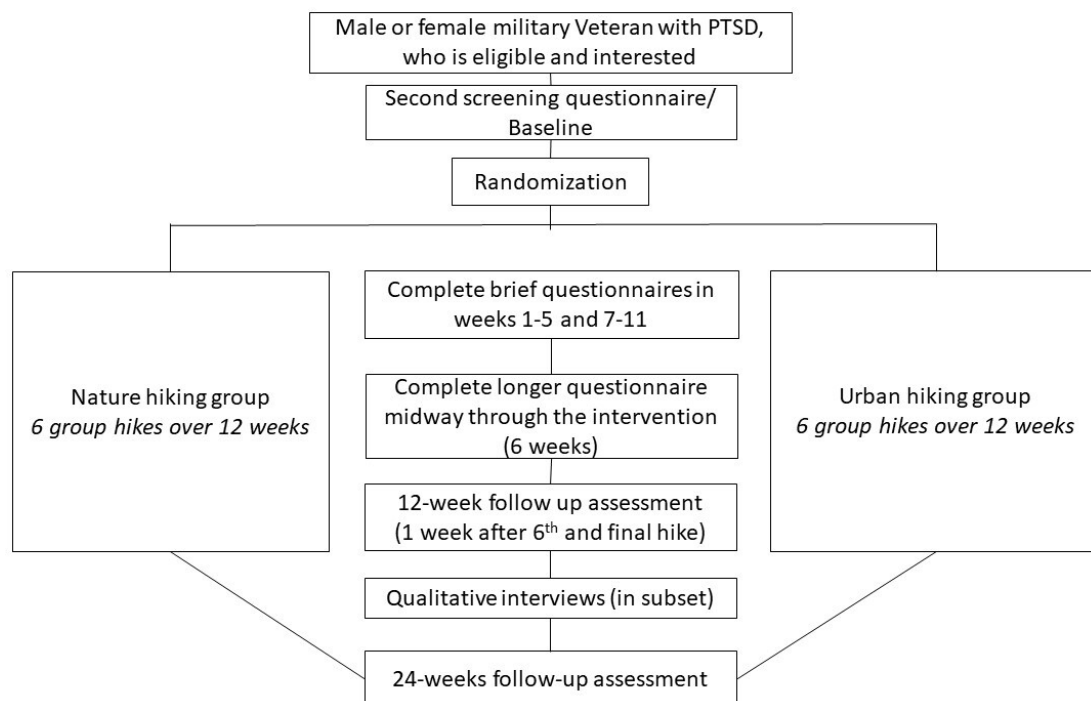 Male or female military Veteran with PTSD,
who is eligible and interested
Second screening questionnaire/
Baseline
Randomization
Nature hiking group
6 group hikes over 12 weeks
Complete brief questionnaires in
weeks 1-5 and 7-11
Complete longer questionnaire
midway through the intervention
(6 weeks)
12-week follow up assessment
(1 week after 6th and final hike)
Qualitative interviews (in subset)
Urban hiking group
6 group hikes over 12 weeks
24-weeks follow-up assessment